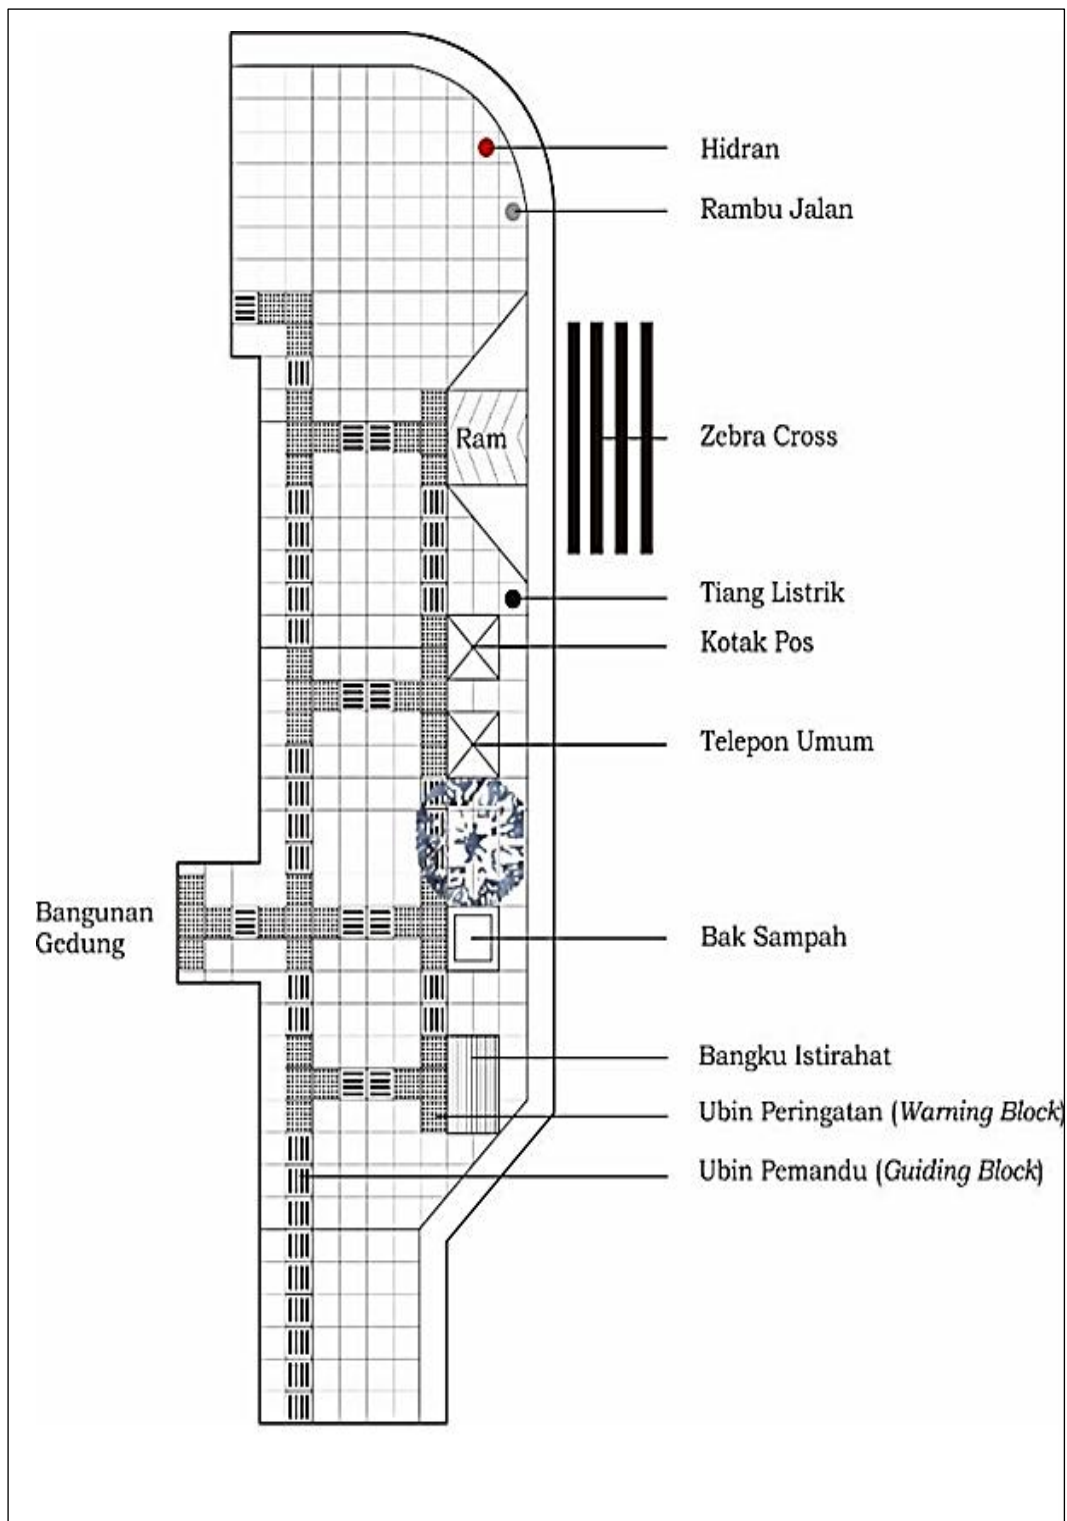 Hidran
Rambu Jalan
Ram
Zebra Cross
Tiang Listrik
Kotak Pos
Telepon Umum
Bangunan
Gedung
Bak Sampah
Bangku Istirahat
Ubin Peringatan (Warning Block)
Ubin Pemandu (Guiding Block)